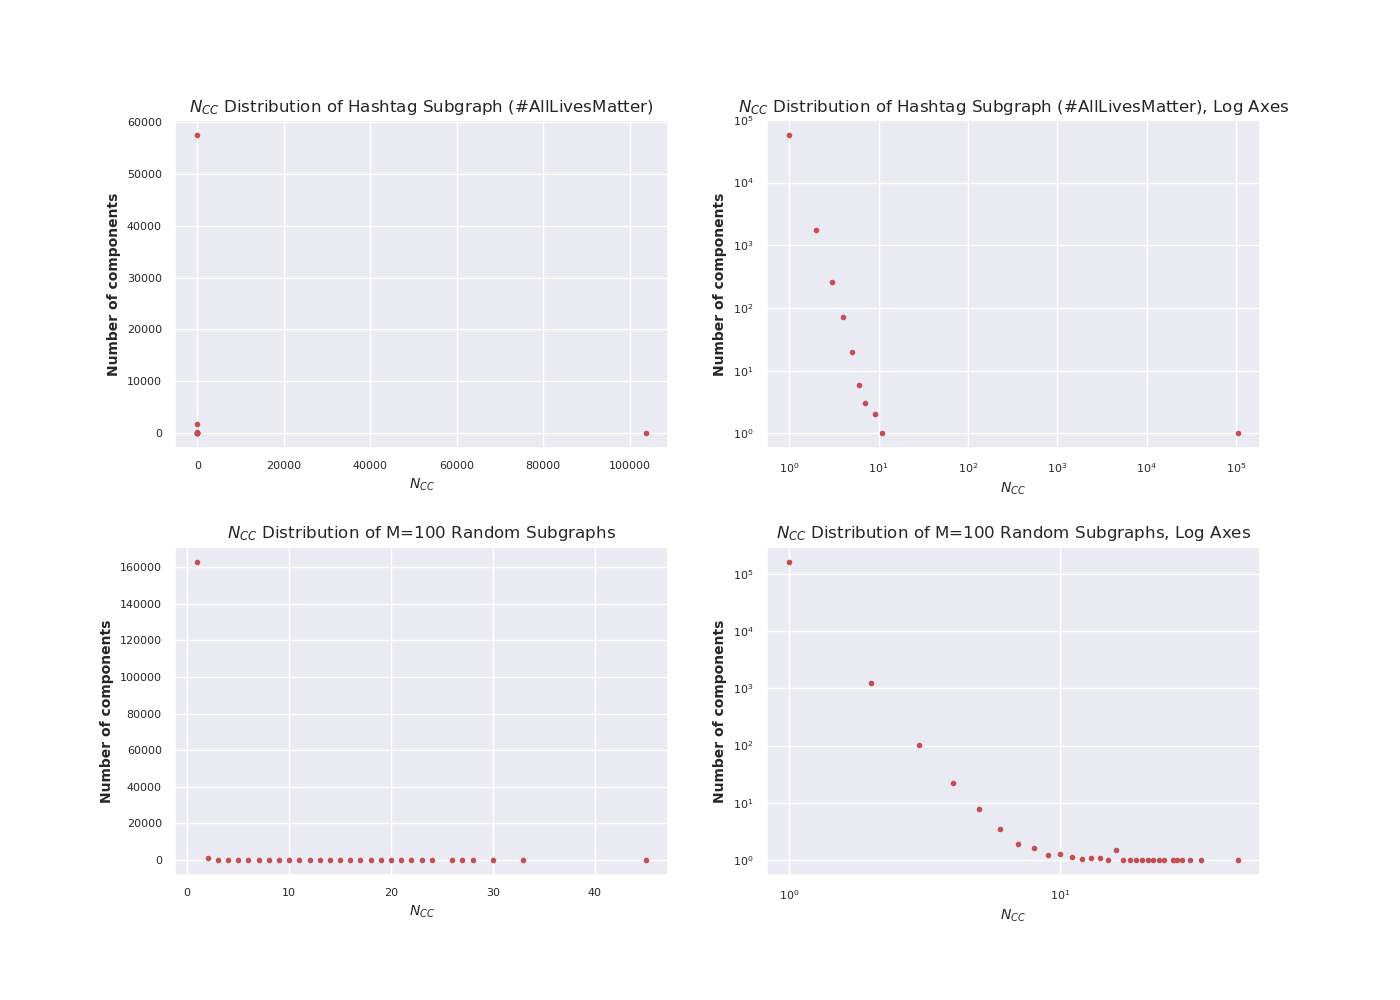 N_CC Distribution of Hashtag Subgraph (#AllLivesMatter)
60000
50000
40000
30000
20000
10000
0
Number of components
0 20000 40000 60000 80000 100000
N_CC
N_CC Distribution of Hashtag Subgraph (#AllLivesMatter), Log Axes
10^5
10^4
10^3
10^2
10^1
10^0
Number of components
10^0 10^1 10^2 10^3 10^4 10^5
N_CC
N_CC Distribution of M=100 Random Subgraphs
160000
140000
120000
100000
80000
60000
40000
20000
0
Number of components
0 10 20 30 40
N_CC
N_CC Distribution of M=100 Random Subgraphs, Log Axes
10^5
10^4
10^3
10^2
10^1
10^0
Number of components
10^0 10^1
N_CC